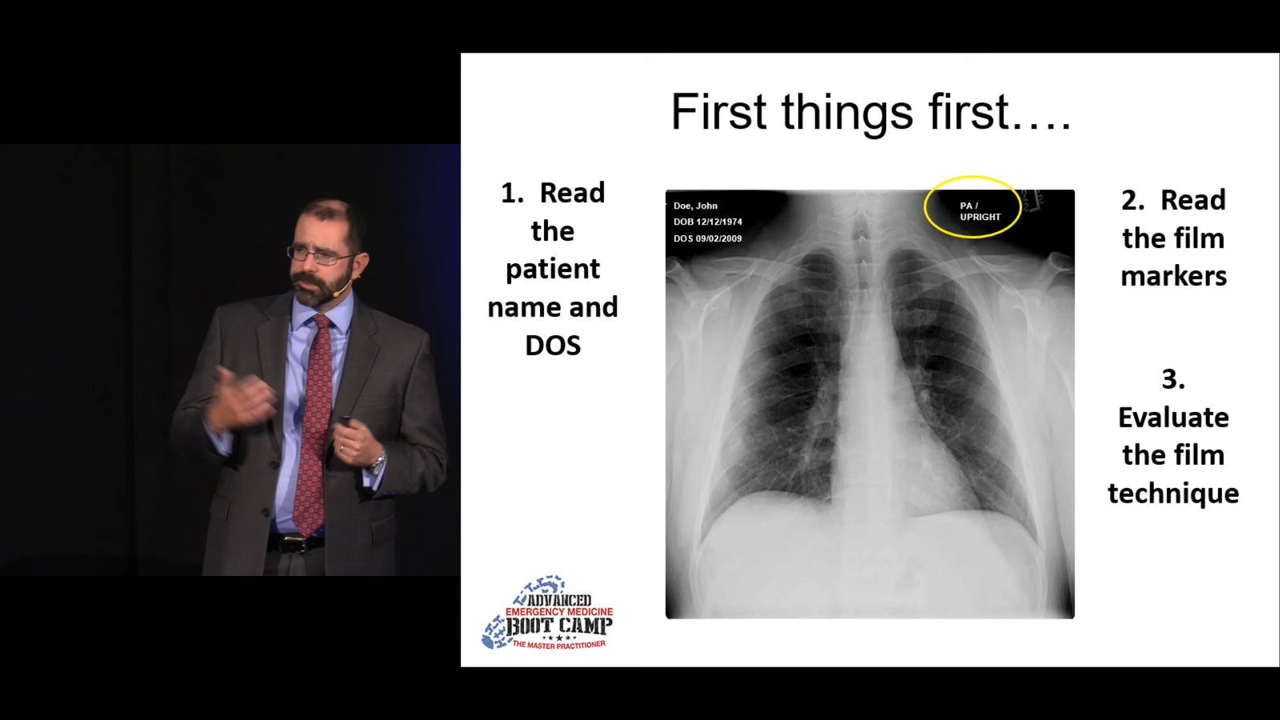 First things first….
1. Read
the
patient
name and
DOS
Doe, John
DOB 12/12/1974
DOS 09/02/2009
PA /
UPRIGHT
2. Read
the film
markers
3.
Evaluate
the film
technique
ADVANCED
EMERGENCY MEDICINE
BOOT CAMP
THE MASTER PRACTITIONER